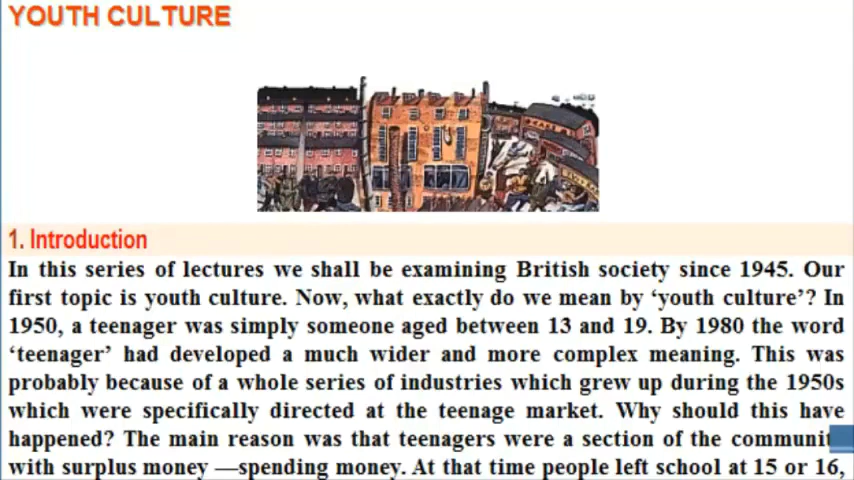 YOUTH CULTURE
1. Introduction
In this series of lectures we shall be examining British society since 1945. Our
first topic is youth culture. Now, what exactly do we mean by ‘youth culture’? In
1950, a teenager was simply someone aged between 13 and 19. By 1980 the word
‘teenager’ had developed a much wider and more complex meaning. This was
probably because of a whole series of industries which grew up during the 1950s
which were specifically directed at the teenage market. Why should this have
happened? The main reason was that teenagers were a section of the communit
with surplus money —spending money. At that time people left school at 15 or 16,